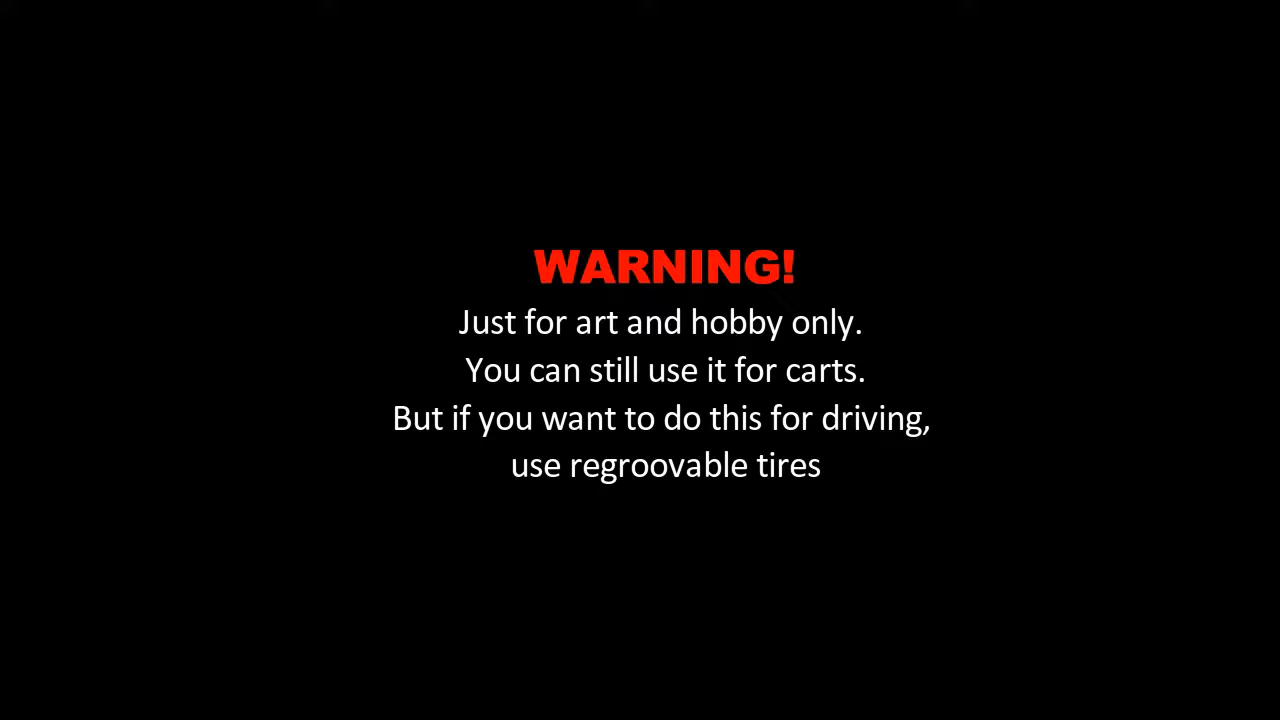 WARNING!
Just for art and hobby only.
You can still use it for carts.
But if you want to do this for driving,
use regroovable tires